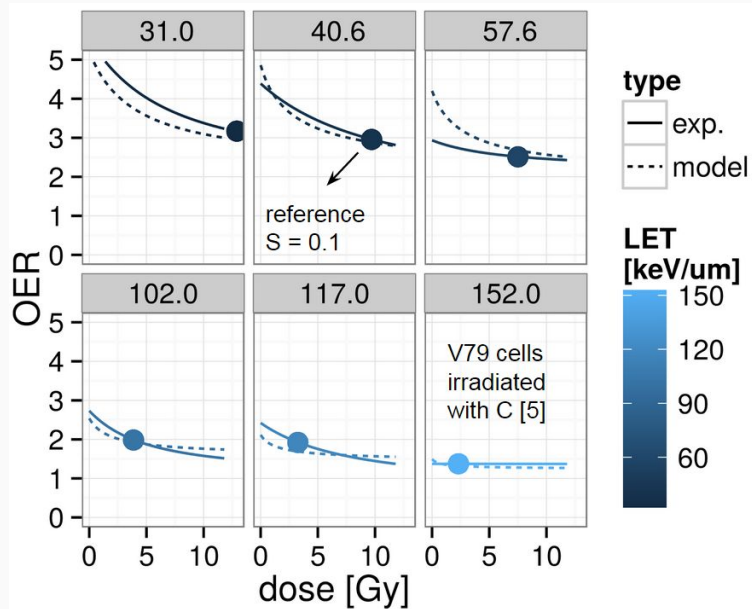 31.0 40.6 57.6
5
4
3
2
1
0
reference
S = 0.1
OER
102.0 117.0 152.0
5
4
3
2
1
0
V79 cells
irradiated
with C [5]
0 5 10 0 5 10 0 5 10
dose [Gy]
type
exp.
model
LET
[keV/um]
150
120
90
60